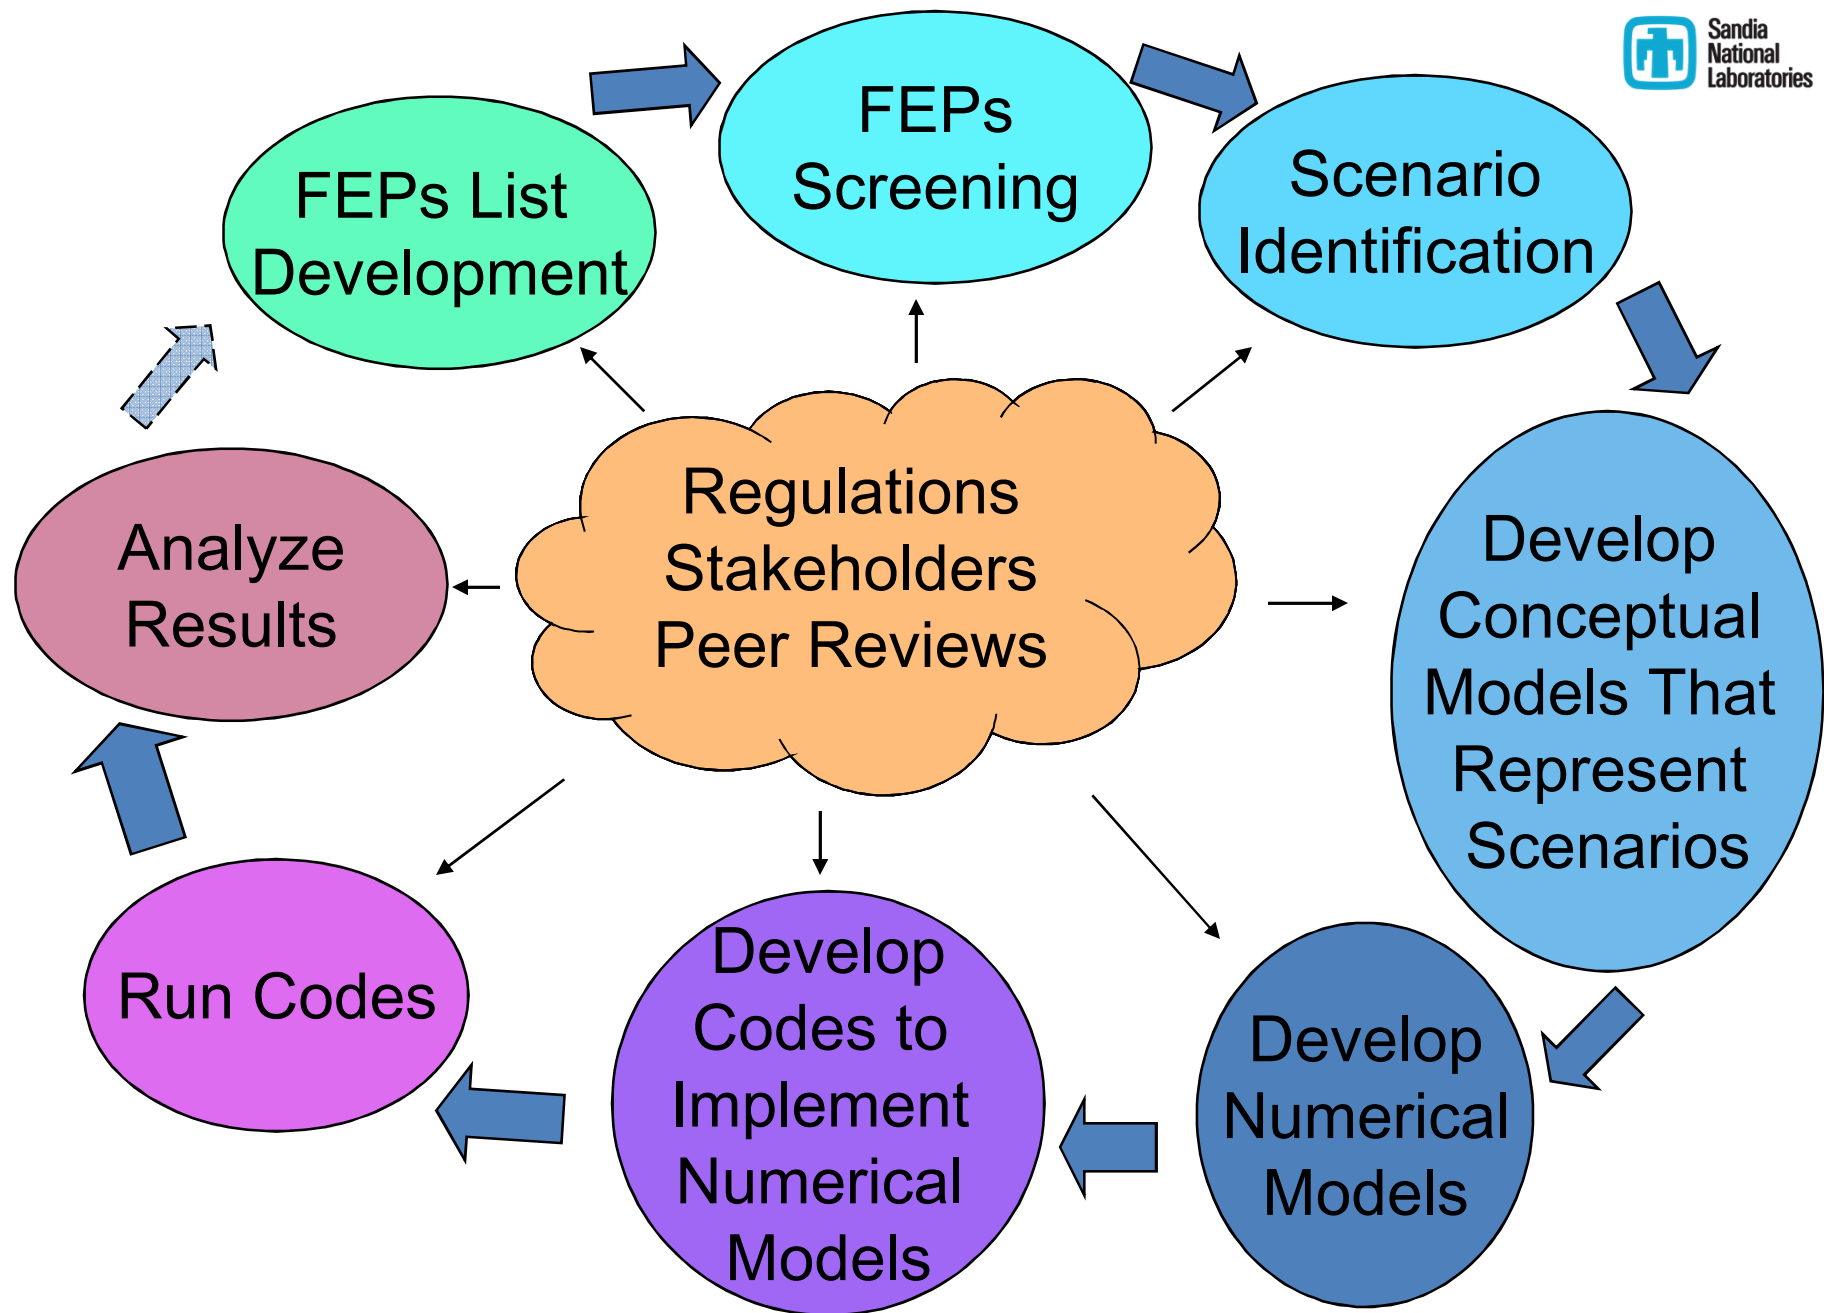 Sandia
National
Laboratories
FEPs List
Development
FEPs
Screening
Scenario
Identification
Develop
Conceptual
Models That
Represent
Scenarios
Develop
Numerical
Models
Develop
Codes to
Implement
Numerical
Models
Run Codes
Analyze
Results
Regulations
Stakeholders
Peer Reviews